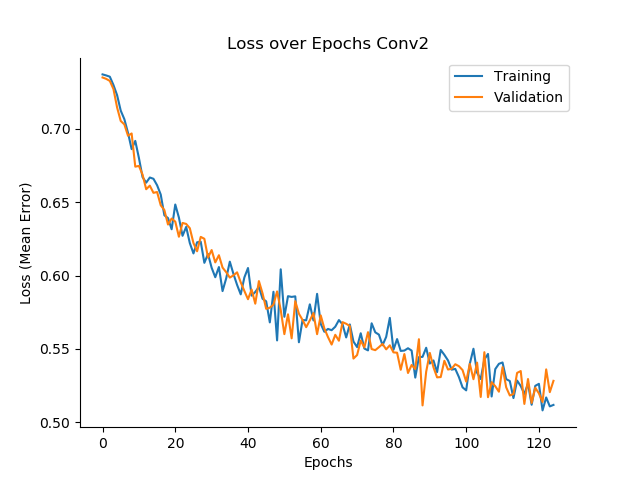 Loss over Epochs Conv2
Training
Validation
Loss (Mean Error)
0.70
0.65
0.60
0.55
0.50
0 20 40 60 80 100 120
Epochs